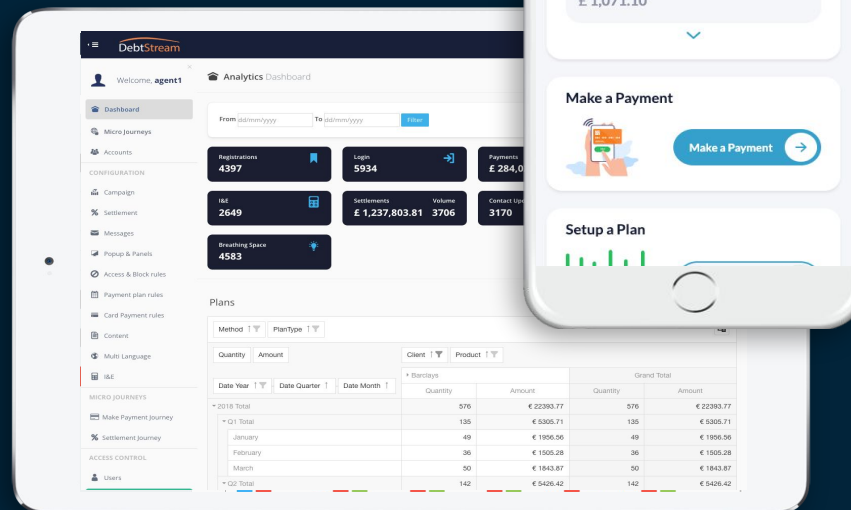 DebtStream
Welcome, agent1
Dashboard
Micro Journeys
Accounts
CONFIGURATION
Campaign
Settlement
Messages
Popup & Panels
Access & Block rules
Payment plan rules
Card Payment rules
Content
Multi Language
I&E
MICRO JOURNEYS
Make Payment Journey
Settlement Journey
ACCESS CONTROL
Users
Analytics Dashboard
From dd/mm/yyyy To dd/mm/yyyy Filter
Registrations
4397
Login
5934
Payments
£ 284,0
I&E
2649
Settlements Volume
£ 1,237,803.81 3706
Contact Up
3170
Breathing Space
4583
Plans
Method PlanType
Quantity Amount
Client Product
Date Year Date Quarter Date Month
Barclays Grand Total
Quantity Amount Quantity Amount
2018 Total 576 € 22393.77 576 € 22393.77
Q1 Total 135 € 5305.71 135 € 5305.71
January 49 € 1956.56 49 € 1956.56
February 36 € 1505.28 36 € 1505.28
March 50 € 1843.87 50 € 1843.87
Q2 Total 142 € 5426.42 142 € 5426.42
£ 1,071.10
Make a Payment
Make a Payment
Setup a Plan